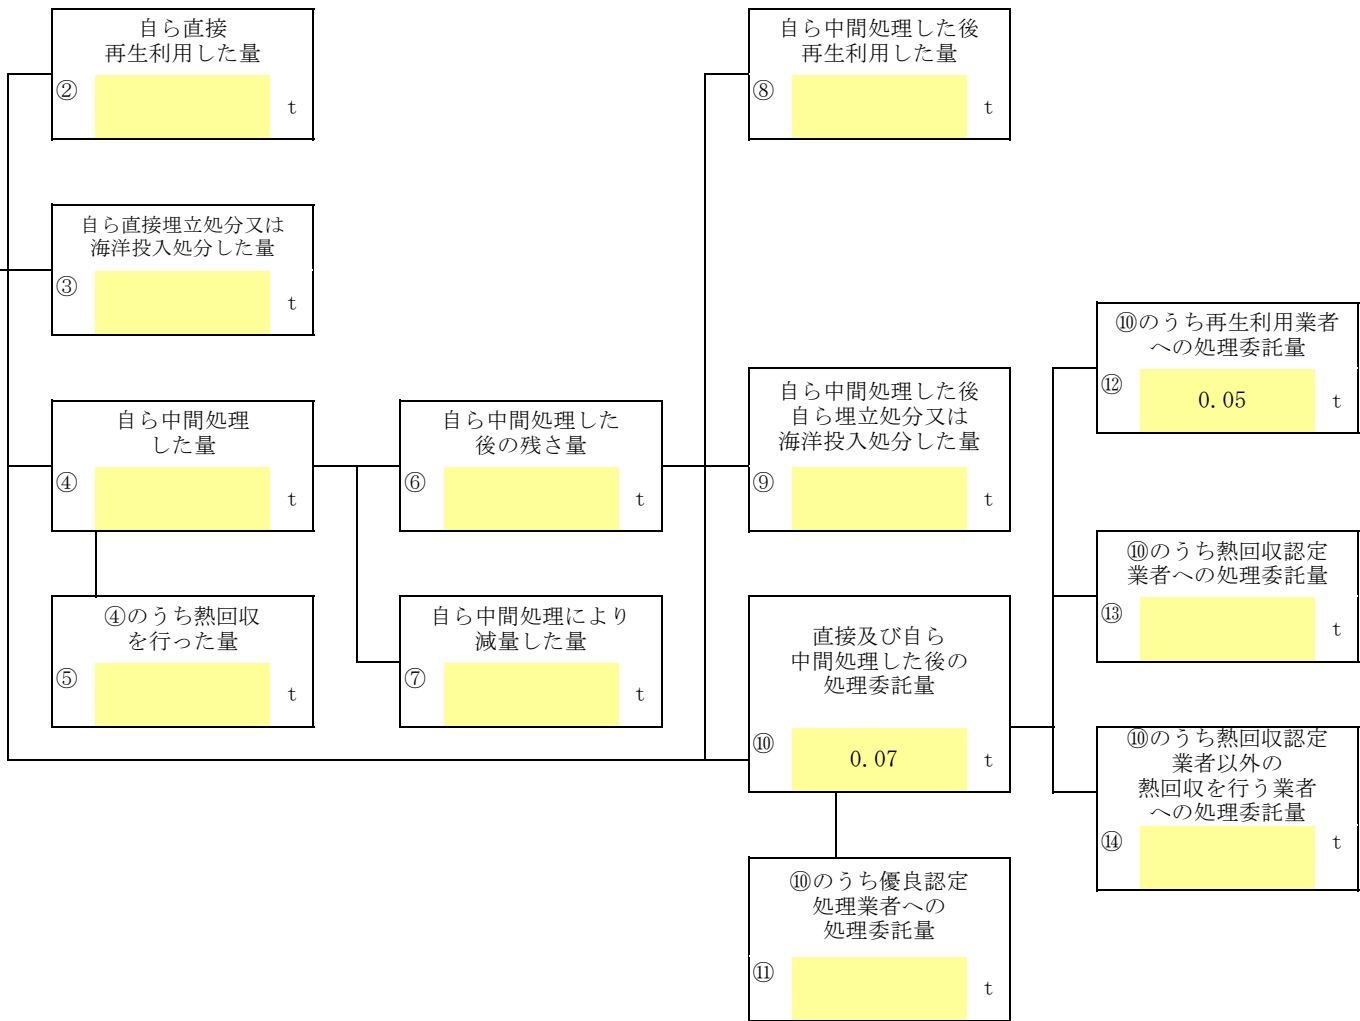 自ら直接
再生利用した量
②
t
自ら直接埋立処分又は
海洋投入処分した量
③
t
自ら中間処理
した量
④
t
④のうち熱回収
を行った量
⑤
t
自ら中間処理した
後の残さ量
⑥
t
自ら中間処理により
減量した量
⑦
t
自ら中間処理した後
再生利用した量
⑧
t
自ら中間処理した後
自ら埋立処分又は
海洋投入処分した量
⑨
t
直接及び自ら
中間処理した後の
処理委託量
⑩ 0.07 t
⑩のうち優良認定
処理業者への
処理委託量
⑪
t
⑩のうち再生利用業者
への処理委託量
⑫ 0.05 t
⑩のうち熱回収認定
業者への処理委託量
⑬
t
⑩のうち熱回収認定
業者以外の
熱回収を行う業者
への処理委託量
⑭ t